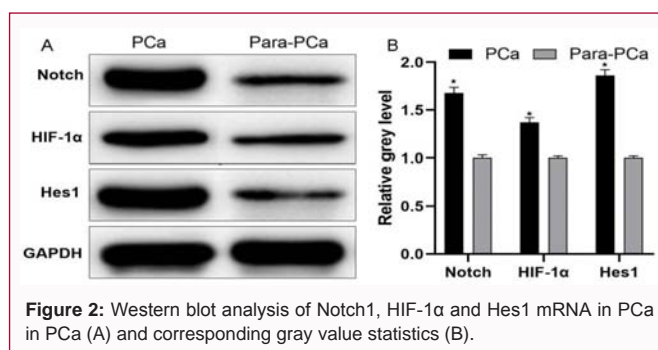 A
PCa
Para-PCa
Notch
HIF-1α
Hes1
GAPDH
B
PCa
Para-PCa
Relative grey level
2.0
1.5
1.0
0.5
0.0
*
*
*
Notch
HIF-1α
Hes1
Figure 2: Western blot analysis of Notch1, HIF-1α and Hes1 mRNA in PCa
in PCa (A) and corresponding gray value statistics (B).